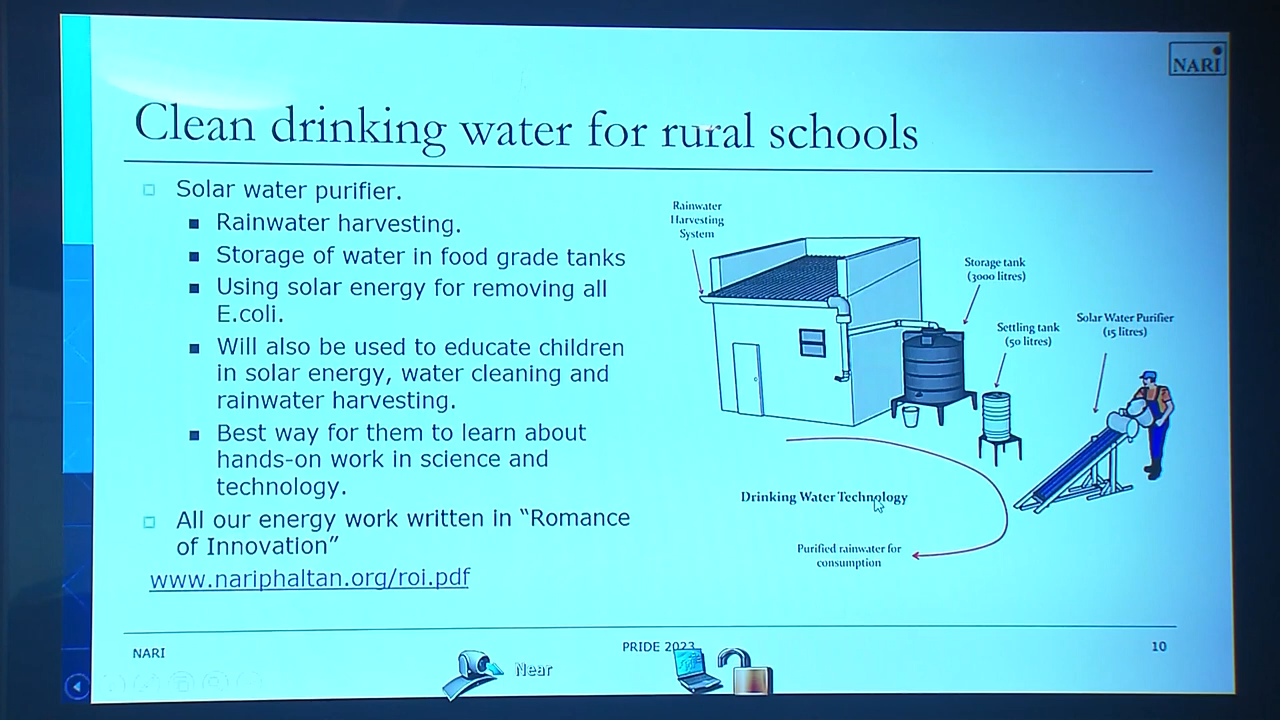 NARI
Clean drinking water for rural schools
Solar water purifier.
Rainwater harvesting.
Storage of water in food grade tanks
Using solar energy for removing all
E.coli.
Will also be used to educate children
in solar energy, water cleaning and
rainwater harvesting.
Best way for them to learn about
hands-on work in science and
technology.
All our energy work written in “Romance
of Innovation”
www.nariphaltan.org/roi.pdf
Rainwater
Harvesting
System
Storage tank
(3000 litres)
Settling tank
(50 litres)
Solar Water Purifier
(15 litres)
Drinking Water Technology
Purified rainwater for
consumption
NARI
PRIDE 2023
10
Near